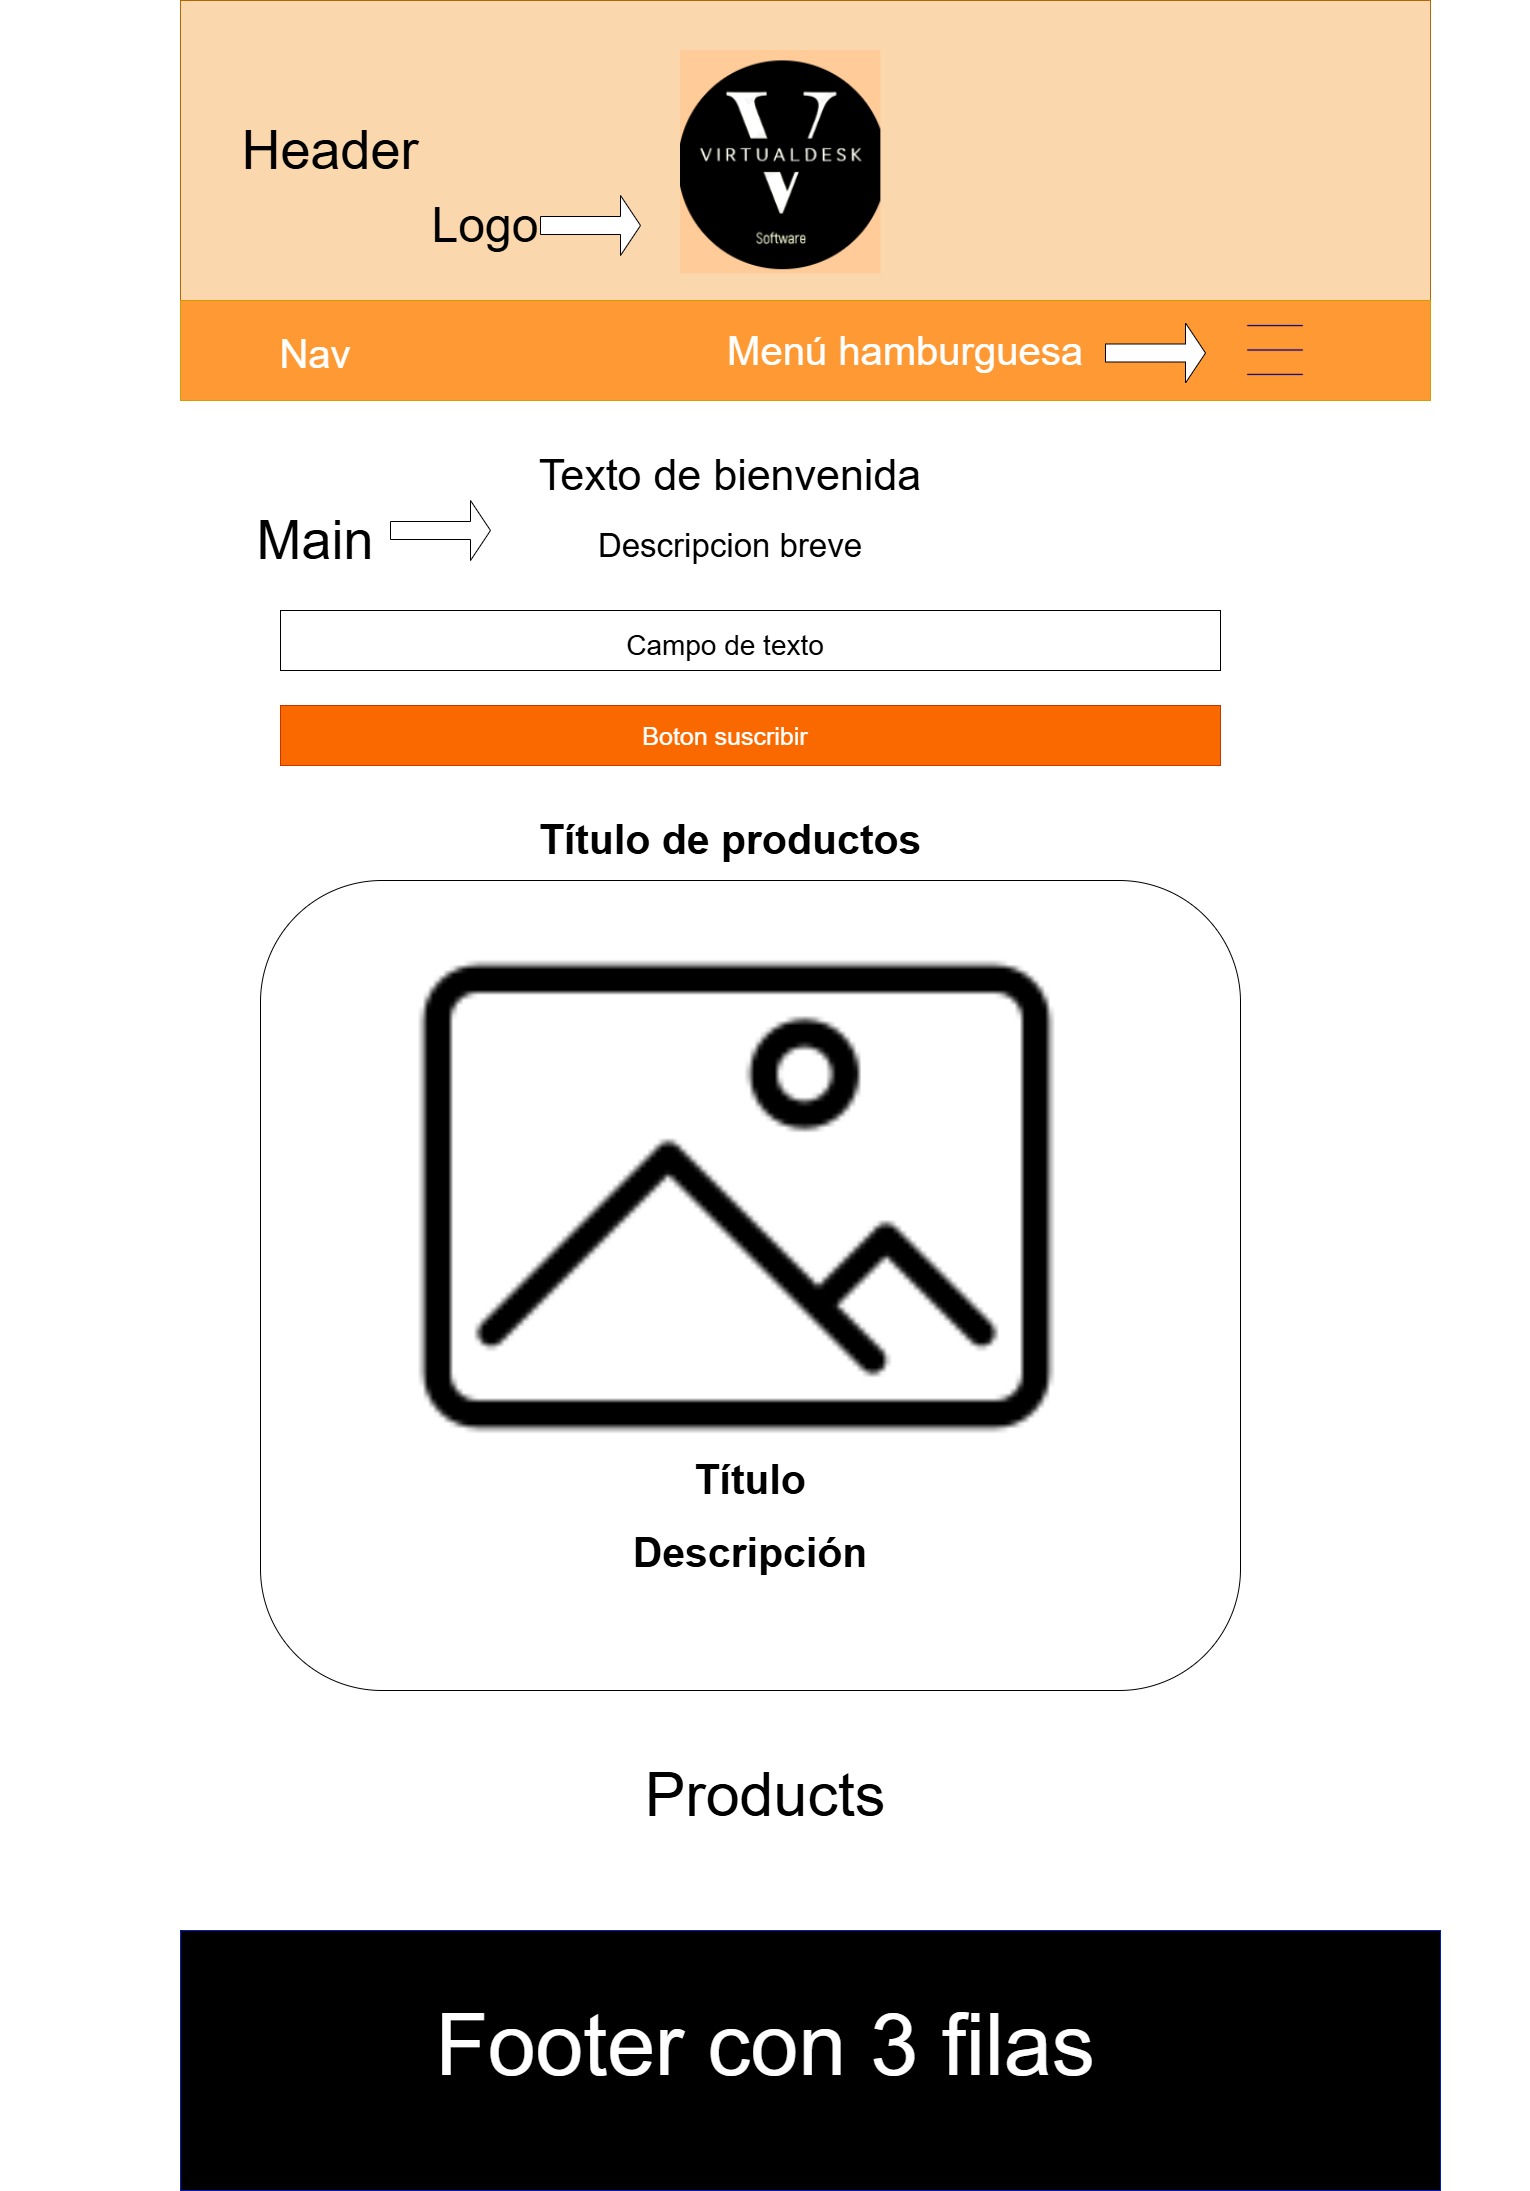 Header
Logo
V
VIRTUALDESK
V
Software
Nav
Menú hamburguesa
Texto de bienvenida
Main
Descripcion breve
Campo de texto
Boton suscribir
Título de productos
Título
Descripción
Products
Footer con 3 filas